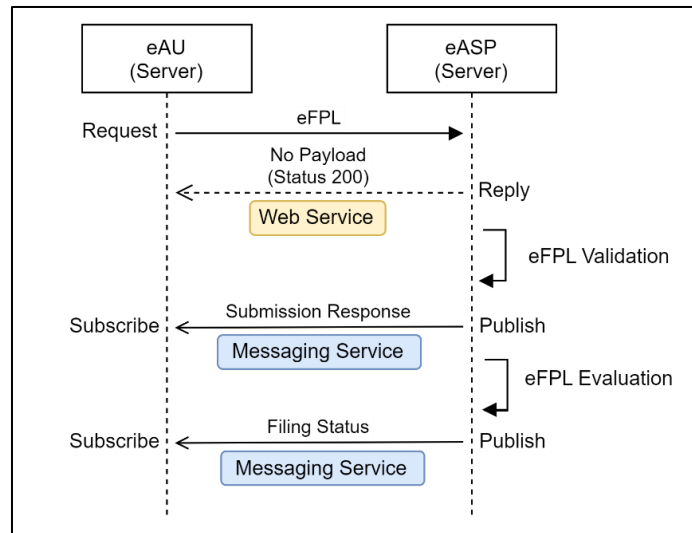 eAU
(Server)
eASP
(Server)
Request
eFPL
No Payload
(Status 200)
Reply
Web Service
eFPL Validation
Subscribe
Submission Response
Publish
Messaging Service
eFPL Evaluation
Subscribe
Filing Status
Publish
Messaging Service